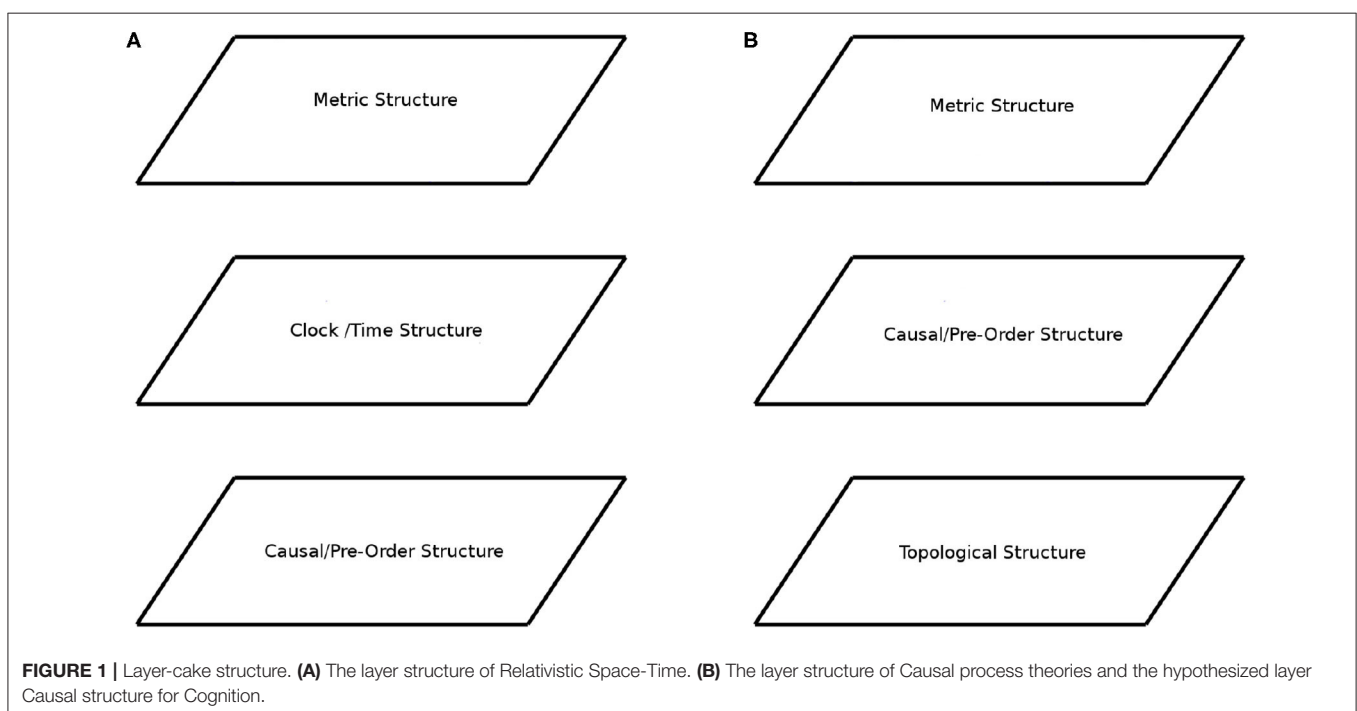 A
Metric Structure
Clock /Time Structure
Causal/Pre-Order Structure
B
Metric Structure
Causal/Pre-Order Structure
Topological Structure
FIGURE 1 | Layer-cake structure. (A) The layer structure of Relativistic Space-Time. (B) The layer structure of Causal process theories and the hypothesized layer
Causal structure for Cognition.